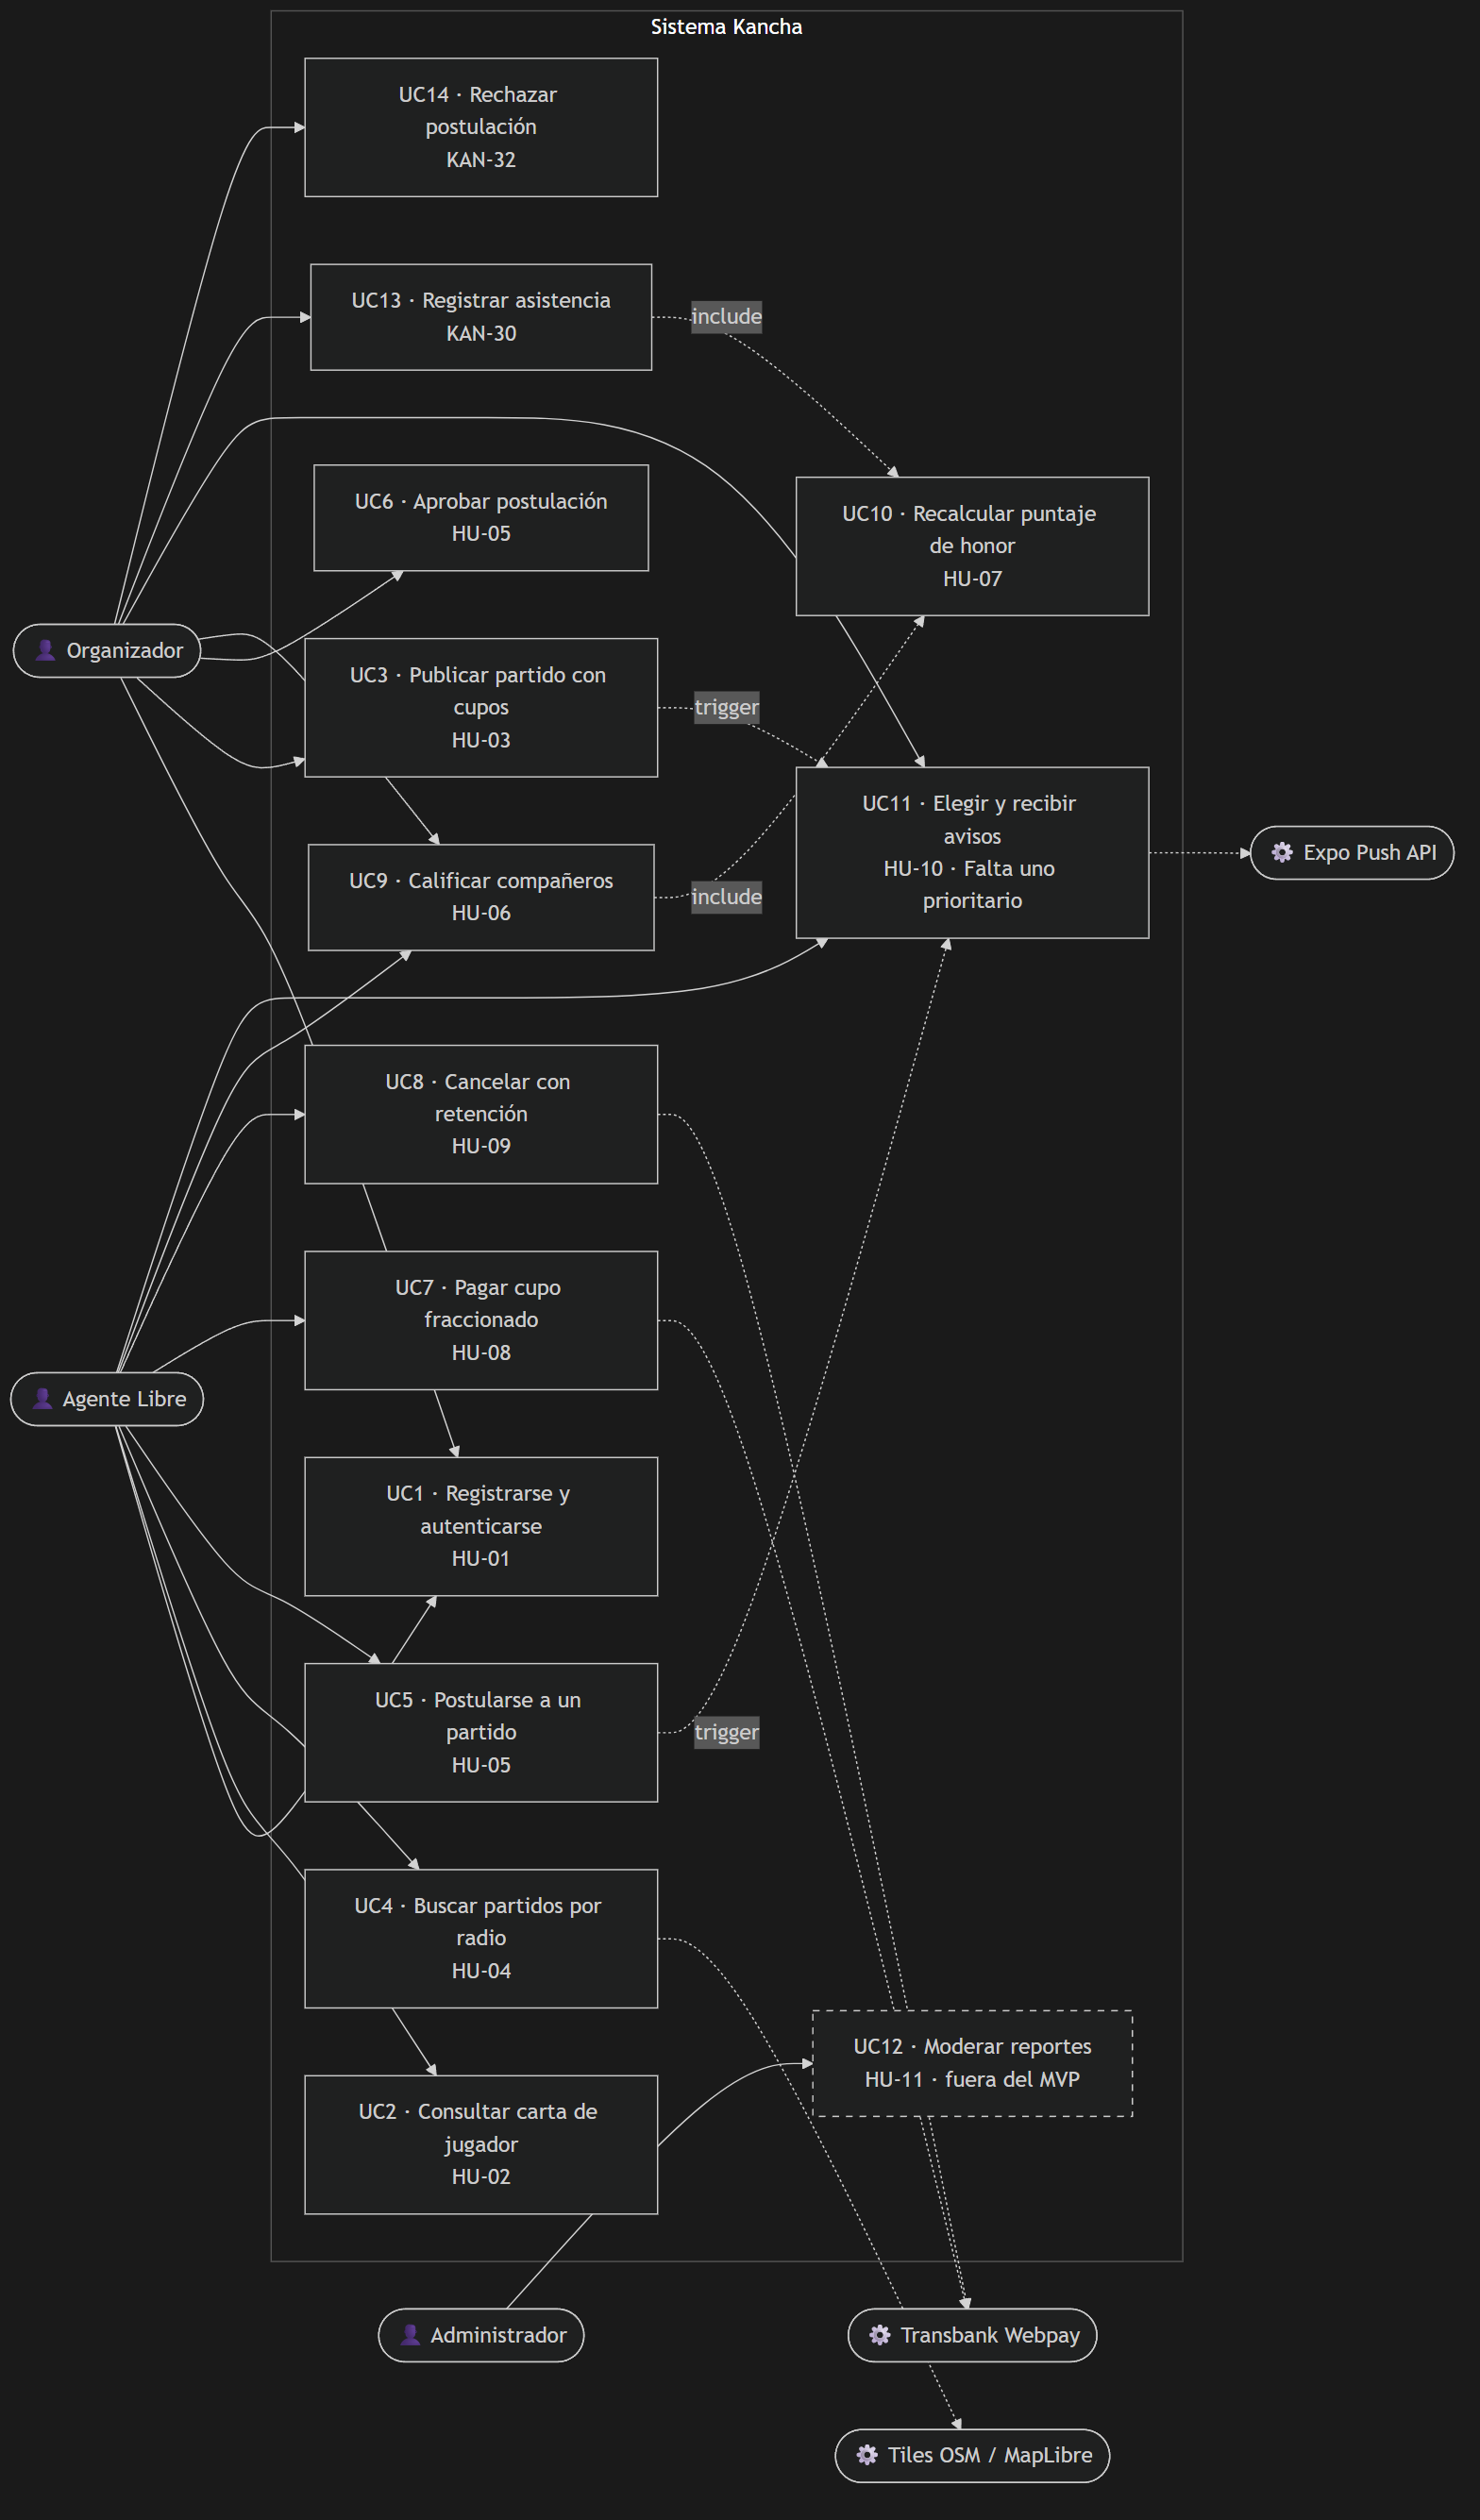 Sistema Kancha
UC14 · Rechazar
postulación
KAN-32
UC13 · Registrar asistencia
KAN-30
include
UC6 · Aprobar postulación
HU-05
UC10 · Recalcular puntaje
de honor
HU-07
Organizador
UC3 · Publicar partido con
cupos
HU-03
trigger
UC11 · Elegir y recibir
avisos
HU-10 · Falta uno
prioritario
Expo Push API
UC9 · Calificar compañeros
HU-06
include
UC8 · Cancelar con
retención
HU-09
UC7 · Pagar cupo
fraccionado
HU-08
Agente Libre
UC1 · Registrarse y
autenticarse
HU-01
UC5 · Postularse a un
partido
HU-05
trigger
UC4 · Buscar partidos por
radio
HU-04
UC12 · Moderar reportes
HU-11 · fuera del MVP
UC2 · Consultar carta de
jugador
HU-02
Administrador
Transbank Webpay
Tiles OSM / MapLibre